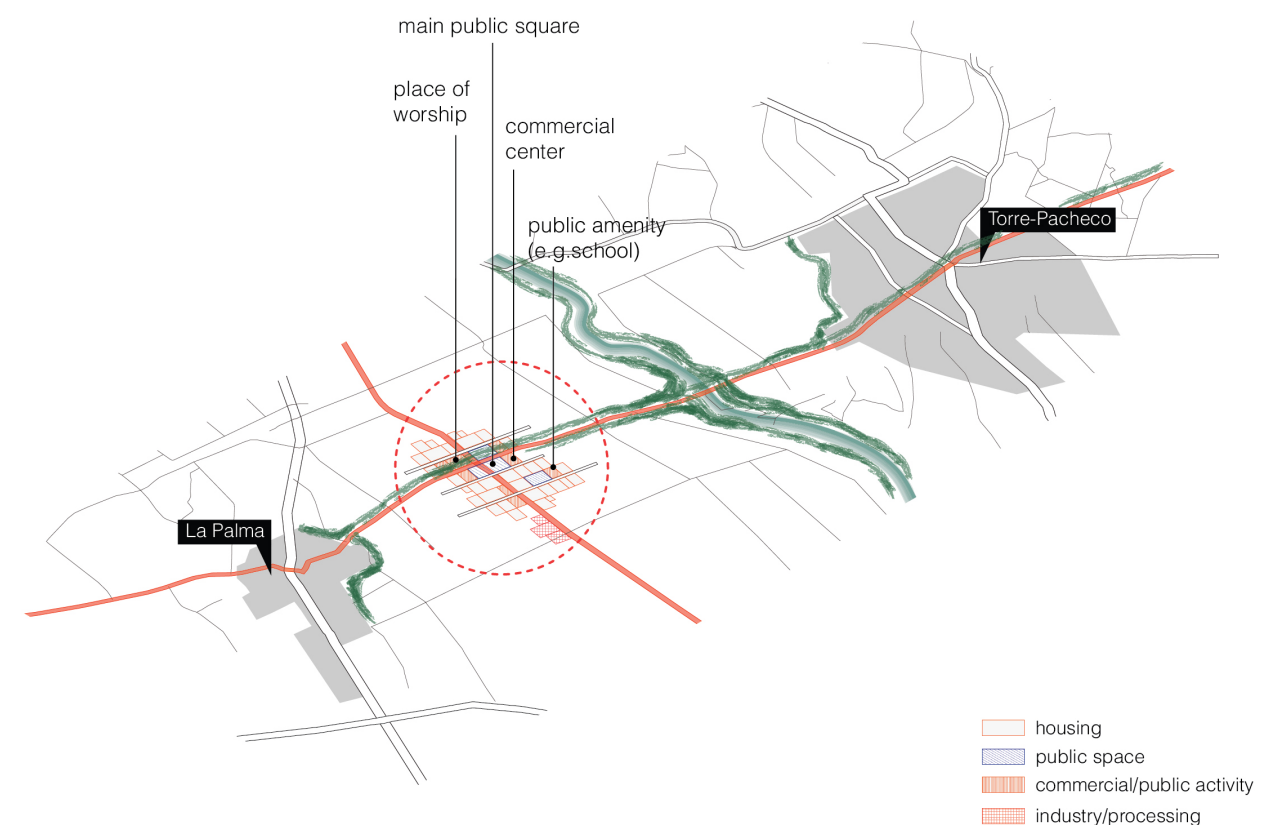 main public square
place of
worship
commercial
center
public amenity
(e.g.school)
Torre-Pacheco
La Palma
housing
public space
commercial/public activity
industry/processing